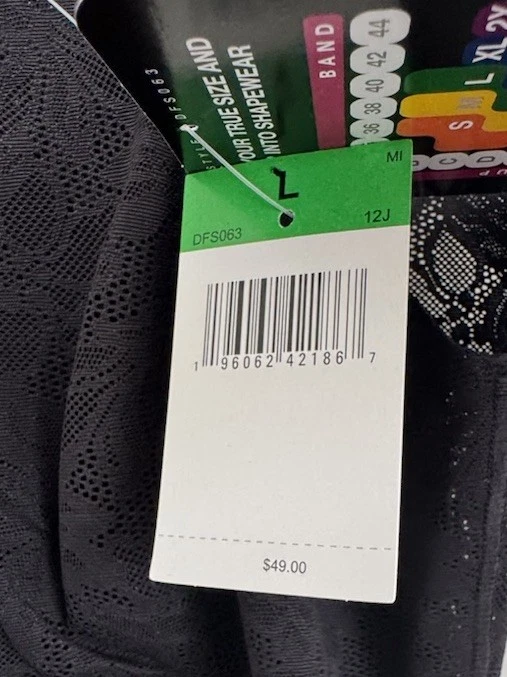 STYLE# DFS063
YOUR TRUE SIZE AND
INTO SHAPEWEAR
BAND
36 38 40 42 44
S M L XL 2X
C D
MI
L
12J
DFS063
1 96062 42186 7
$49.00